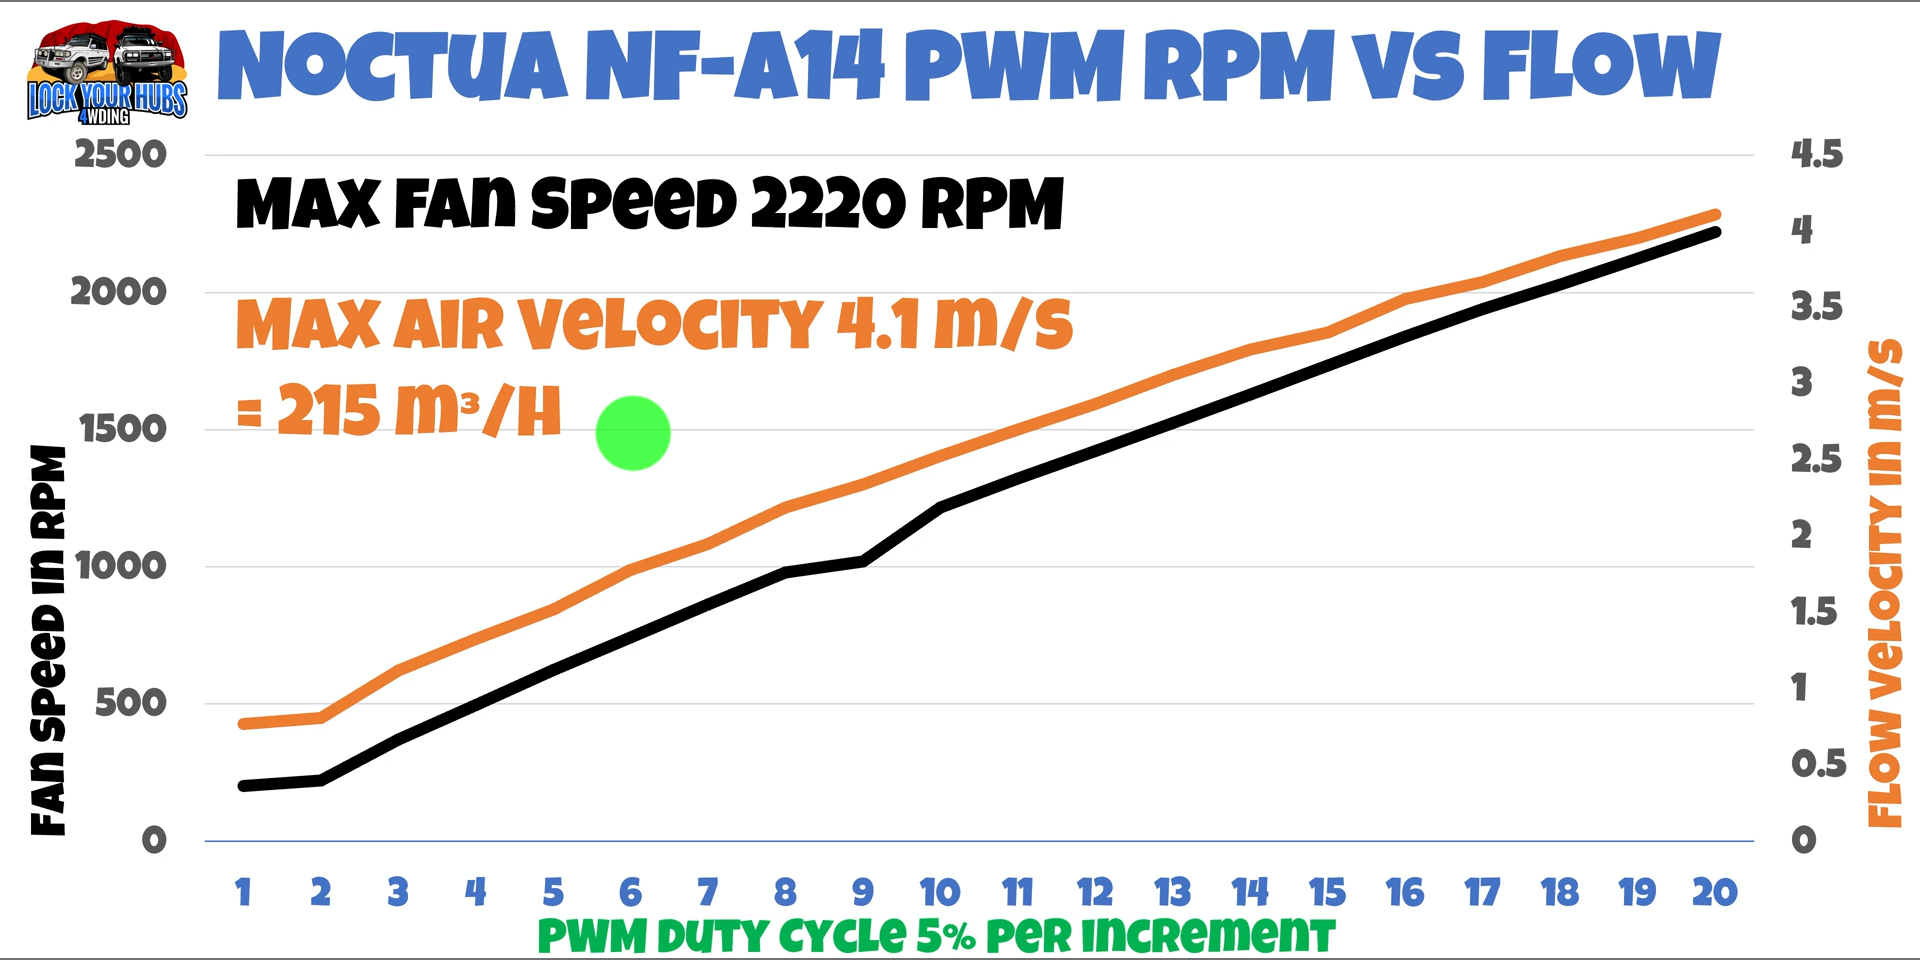 LOCK YOUR HUBS
4WDING
NOCTUA NF-A14 PWM RPM VS FLOW
2500
2000
1500
1000
500
0
FAN SPEED IN RPM
MAX FAN SPEED 2220 RPM
MAX AIR VELOCITY 4.1 M/S
= 215 M³/H
4.5
4
3.5
3
2.5
2
1.5
1
0.5
0
FLOW VELOCITY IN M/S
1 2 3 4 5 6 7 8 9 10 11 12 13 14 15 16 17 18 19 20
PWM DUTY CYCLE 5% PER INCREMENT